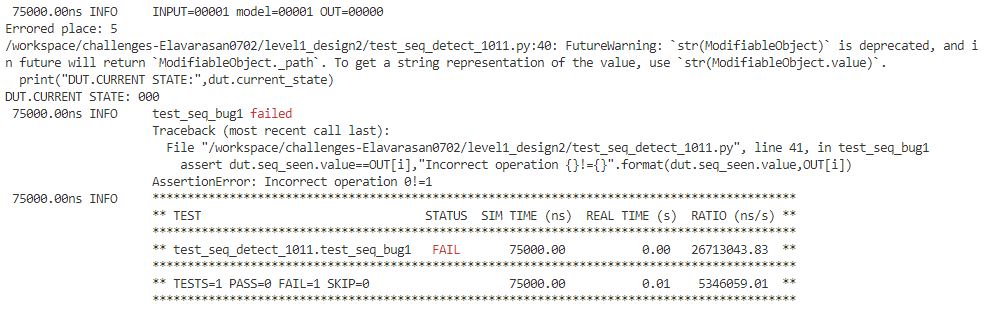 75000.00ns INFO     INPUT=00001 model=00001 OUT=00000
Errored place: 5
/workspace/challenges-Elavarasan0702/level1_design2/test_seq_detect_1011.py:40: FutureWarning: `str(ModifiableObject)` is deprecated, and i
n future will return `ModifiableObject._path`. To get a string representation of the value, use `str(ModifiableObject.value)`.
  print("DUT.CURRENT STATE:",dut.current_state)
DUT.CURRENT STATE: 000
75000.00ns INFO     test_seq_bug1 failed
                    Traceback (most recent call last):
                      File "/workspace/challenges-Elavarasan0702/level1_design2/test_seq_detect_1011.py", line 41, in test_seq_bug1
                        assert dut.seq_seen.value==OUT[i],"Incorrect operation {}!={}".format(dut.seq_seen.value,OUT[i])
                    AssertionError: Incorrect operation 0!=1
75000.00ns INFO     ********************************************************************************************
                    ** TEST                               STATUS  SIM TIME (ns)  REAL TIME (s)  RATIO (ns/s) **
                    ********************************************************************************************
                    ** test_seq_detect_1011.test_seq_bug1   FAIL       75000.00           0.00  26713043.83  **
                    ********************************************************************************************
                    ** TESTS=1 PASS=0 FAIL=1 SKIP=0                    75000.00           0.01   5346059.01  **
                    ********************************************************************************************